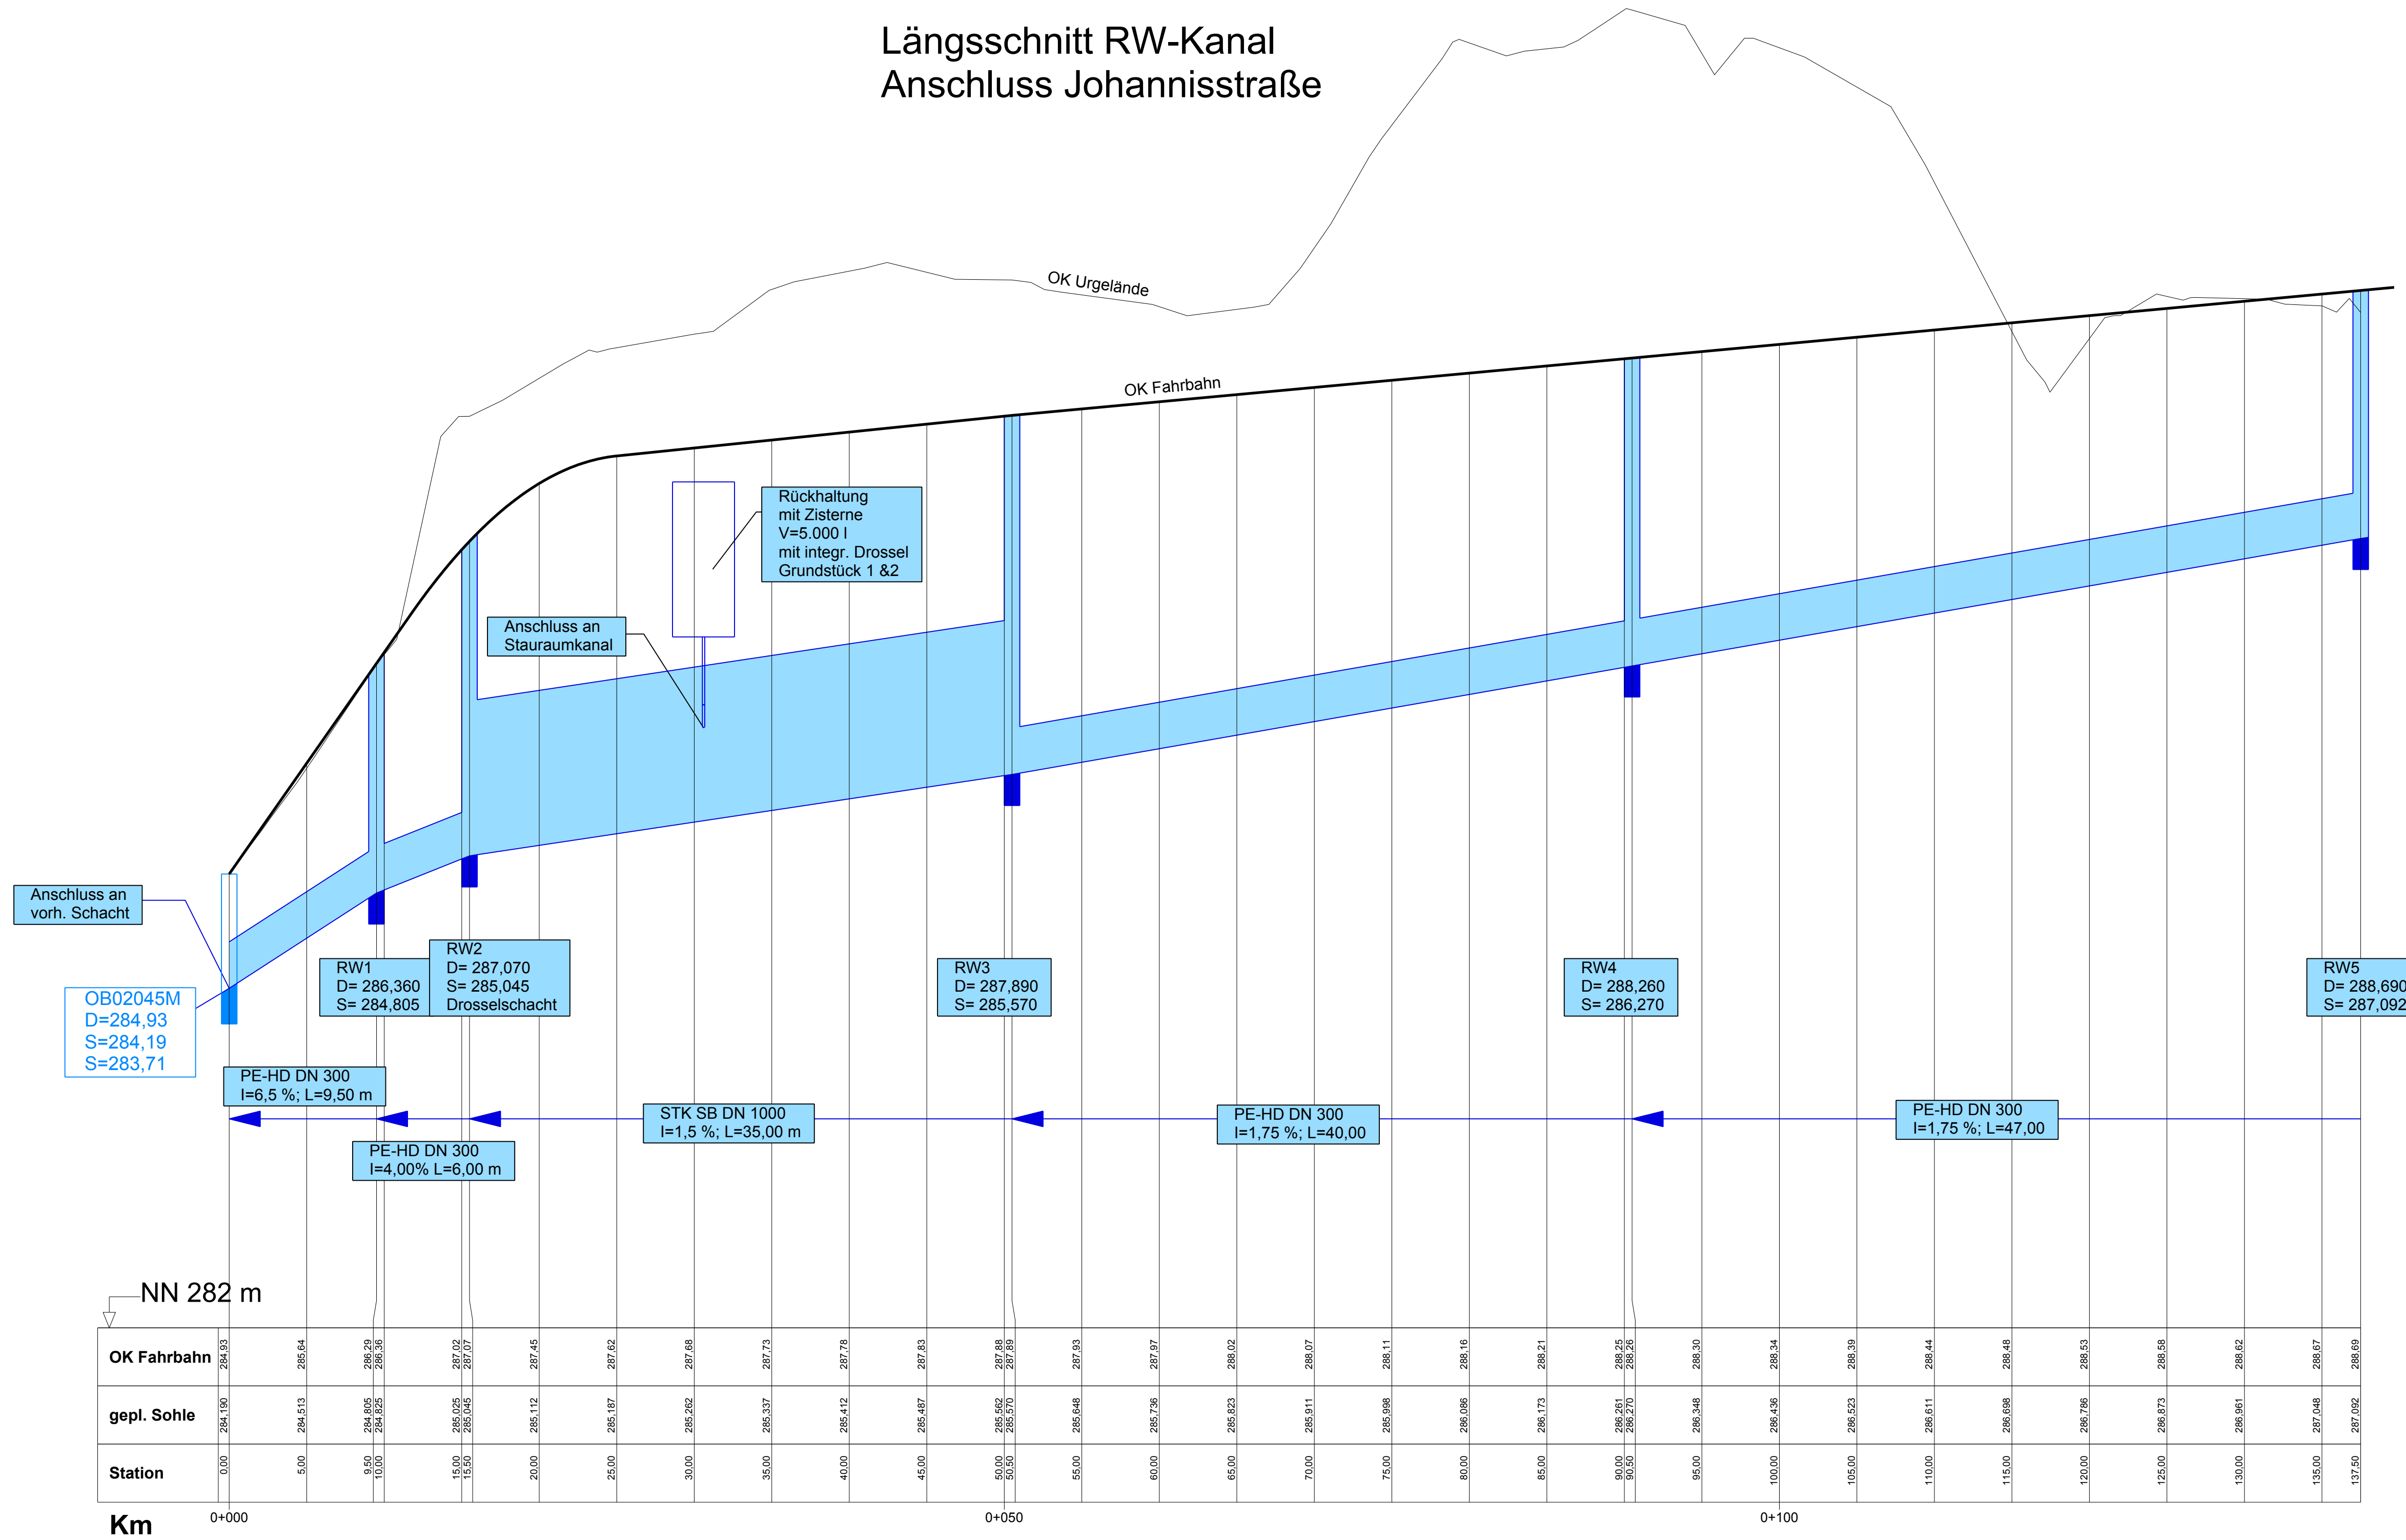 Längsschnitt RW-Kanal
Anschluss Johannisstraße
OK Urgelände
OK Fahrbahn
Rückhaltung
mit Zisterne
V=5.000 l
mit integr. Drossel
Grundstück 1 &2
Anschluss an
Stauraumkanal
Anschluss an
vorh. Schacht
OB02045M
D=284,93
S=284,19
S=283,71
RW1
D= 286,360
S= 284,805
RW2
D= 287,070
S= 285,045
Drosselschacht
RW3
D= 287,890
S= 285,570
RW4
D= 288,260
S= 286,270
RW5
D= 288,690
S= 287,092
PE-HD DN 300
I=6,5 %; L=9,50 m
PE-HD DN 300
I=4,00% L=6,00 m
STK SB DN 1000
I=1,5 %; L=35,00 m
PE-HD DN 300
I=1,75 %; L=40,00
PE-HD DN 300
I=1,75 %; L=47,00
NN 282 m
OK Fahrbahn 284,93 285,64 286,29 286,36 287,02 287,07 287,45 287,62 287,68 287,73 287,78 287,83 287,88 287,89 287,93 287,97 288,02 288,07 288,11 288,16 288,21 288,25 288,26 288,30 288,34 288,39 288,44 288,48 288,53 288,58 288,62 288,67 288,69
gepl. Sohle 284,190 284,513 284,805 284,825 285,025 285,045 285,112 285,187 285,262 285,337 285,412 285,487 285,562 285,570 285,648 285,736 285,823 285,911 285,998 286,086 286,173 286,261 286,270 286,348 286,436 286,523 286,611 286,698 286,786 286,873 286,961 287,048 287,092
Station 0,00 5,00 9,50 10,00 15,00 15,50 20,00 25,00 30,00 35,00 40,00 45,00 50,00 50,50 55,00 60,00 65,00 70,00 75,00 80,00 85,00 90,00 90,50 95,00 100,00 105,00 110,00 115,00 120,00 125,00 130,00 135,00 137,50
Km 0+000 0+050 0+100